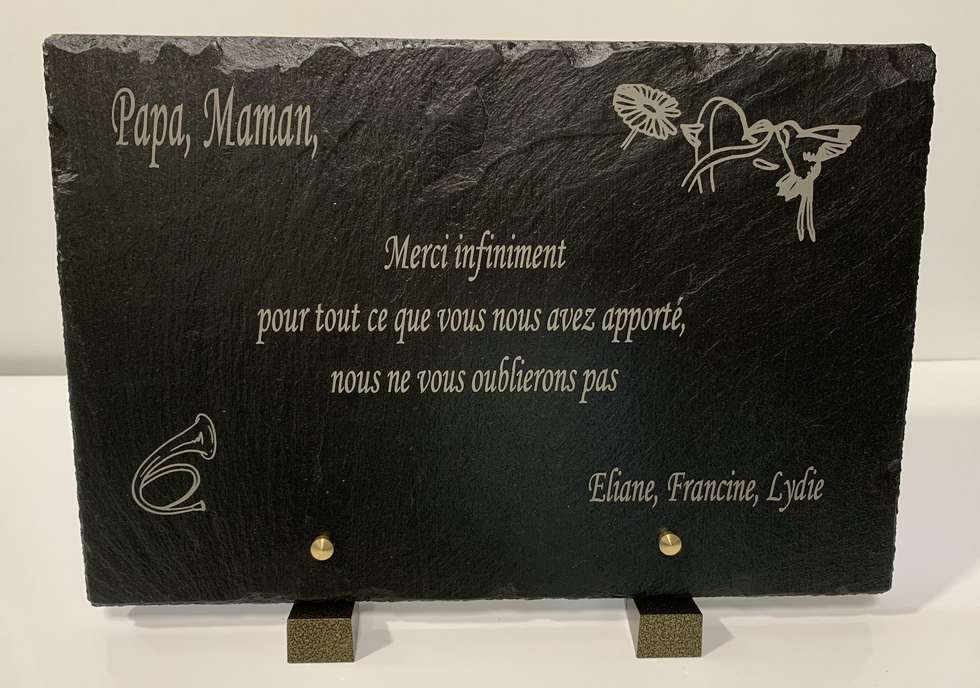 Papa, Maman,
Merci infiniment
pour tout ce que vous nous avez apporté,
nous ne vous oublierons pas
Eliane, Francine, Lydie